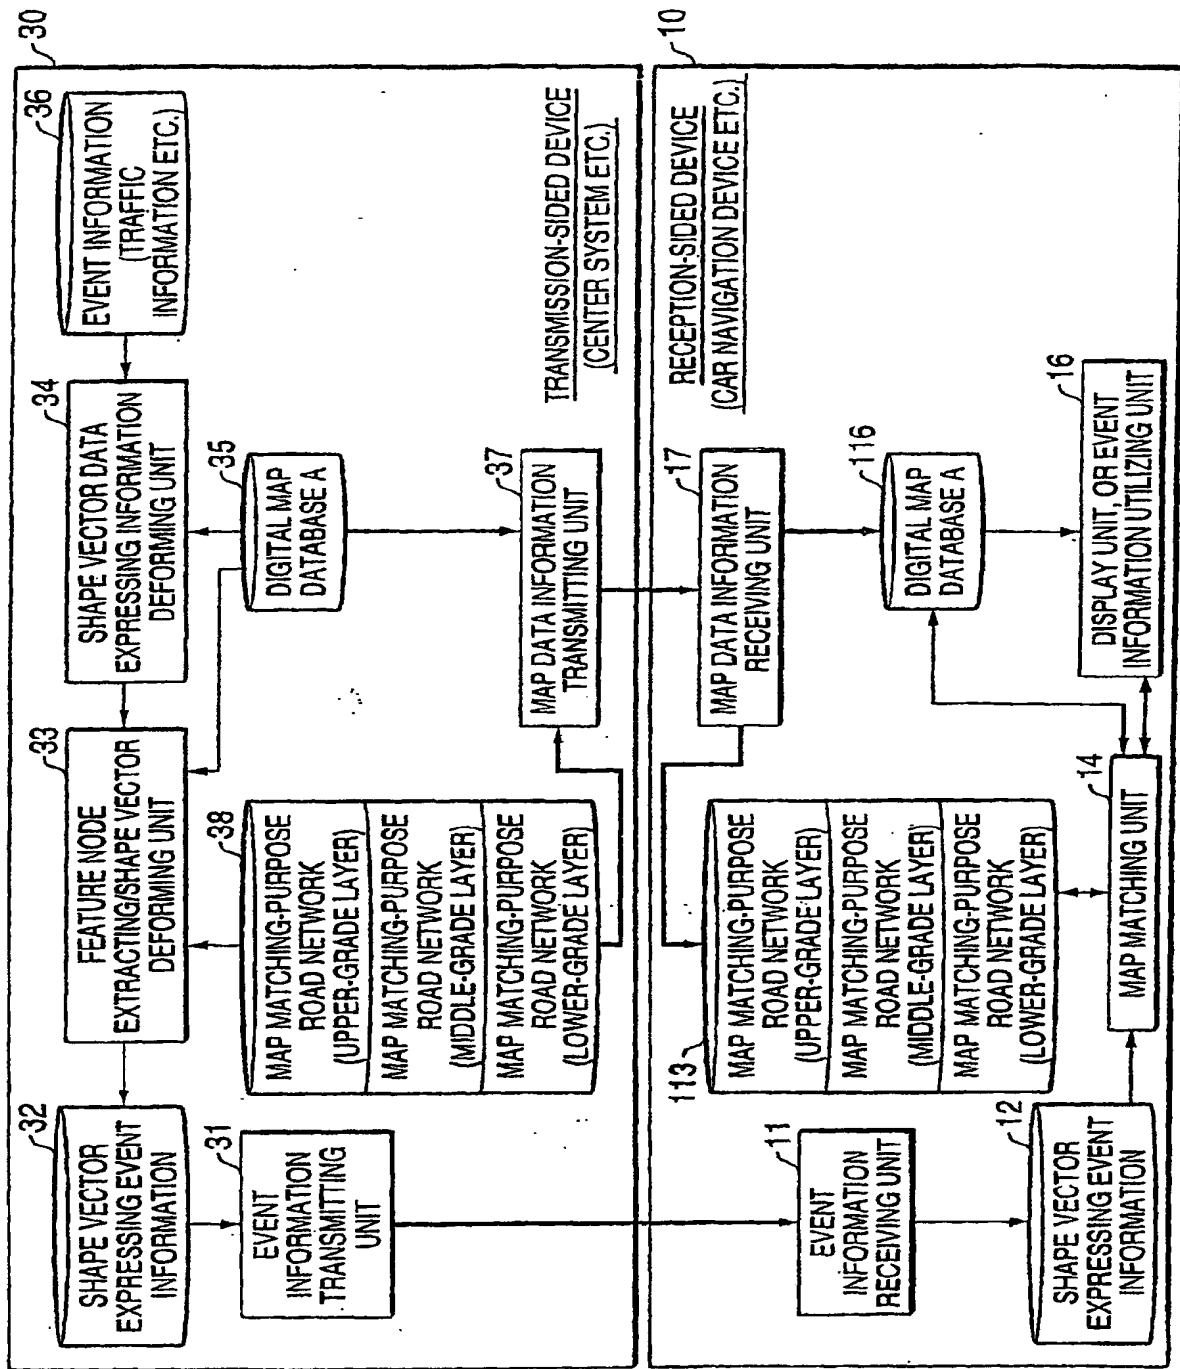 30
36
EVENT INFORMATION
(TRAFFIC
INFORMATION ETC.)
34
SHAPE VECTOR DATA
EXPRESSING INFORMATION
DEFORMING UNIT
33
FEATURE NODE
EXTRACTING/SHAPE VECTOR
DEFORMING UNIT
32
SHAPE VECTOR
EXPRESSING EVENT
INFORMATION
35
DIGITAL MAP
DATABASE A
38
MAP MATCHING-PURPOSE
ROAD NETWORK
(UPPER-GRADE LAYER)
MAP MATCHING-PURPOSE
ROAD NETWORK
(MIDDLE-GRADE LAYER)
MAP MATCHING-PURPOSE
ROAD NETWORK
(LOWER-GRADE LAYER)
31
EVENT
INFORMATION
TRANSMITTING
UNIT
37
MAP DATA INFORMATION
TRANSMITTING UNIT
TRANSMISSION-SIDED DEVICE
(CENTER SYSTEM ETC.)
10
RECEPTION-SIDED DEVICE
(CAR NAVIGATION DEVICE ETC.)
17
MAP DATA INFORMATION
RECEIVING UNIT
116
DIGITAL MAP
DATABASE A
113
MAP MATCHING-PURPOSE
ROAD NETWORK
(UPPER-GRADE LAYER)
MAP MATCHING-PURPOSE
ROAD NETWORK
(MIDDLE-GRADE LAYER)
MAP MATCHING-PURPOSE
ROAD NETWORK
(LOWER-GRADE LAYER)
11
EVENT
INFORMATION
RECEIVING UNIT
16
DISPLAY UNIT, OR EVENT
INFORMATION UTILIZING UNIT
14
MAP MATCHING UNIT
12
SHAPE VECTOR
EXPRESSING EVENT
INFORMATION